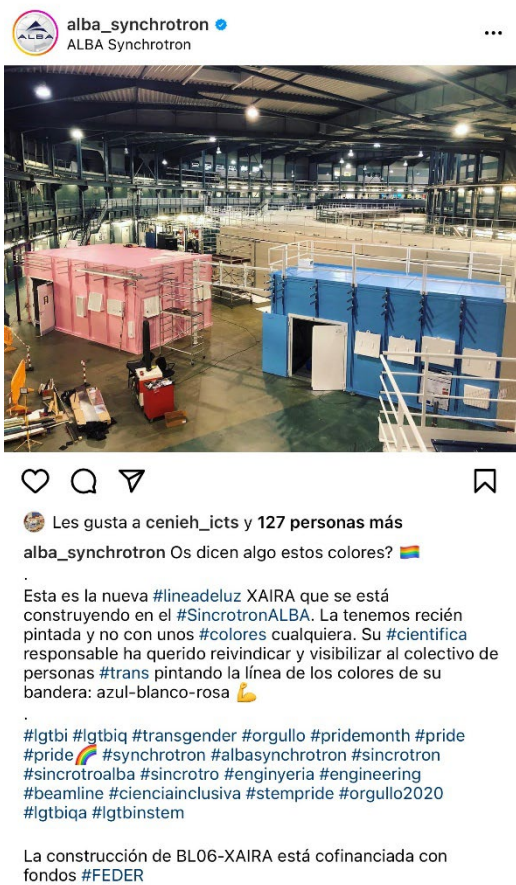 ALBA
alba_synchrotron
ALBA Synchrotron
Les gusta a cenieh_icts y 127 personas más
alba_synchrotron Os dicen algo estos colores? 🏳️‍🌈
.
Esta es la nueva #lineadeluz XAIRA que se está
construyendo en el #SincrotronALBA. La tenemos recién
pintada y no con unos #colores cualquiera. Su #cientifica
responsable ha querido reivindicar y visibilizar al colectivo de
personas #trans pintando la línea de los colores de su
bandera: azul-blanco-rosa 💪
.
#lgtbi #lgtbiq #transgender #orgullo #pridemonth #pride
#pride🌈 #synchrotron #albasynchrotron #sincrotron
#sincrotroalba #sincrotro #enginyeria #engineering
#beamline #cienciainclusiva #stempride #orgullo2020
#lgtbiqa #lgtbinstem
La construcción de BL06-XAIRA está cofinanciada con
fondos #FEDER